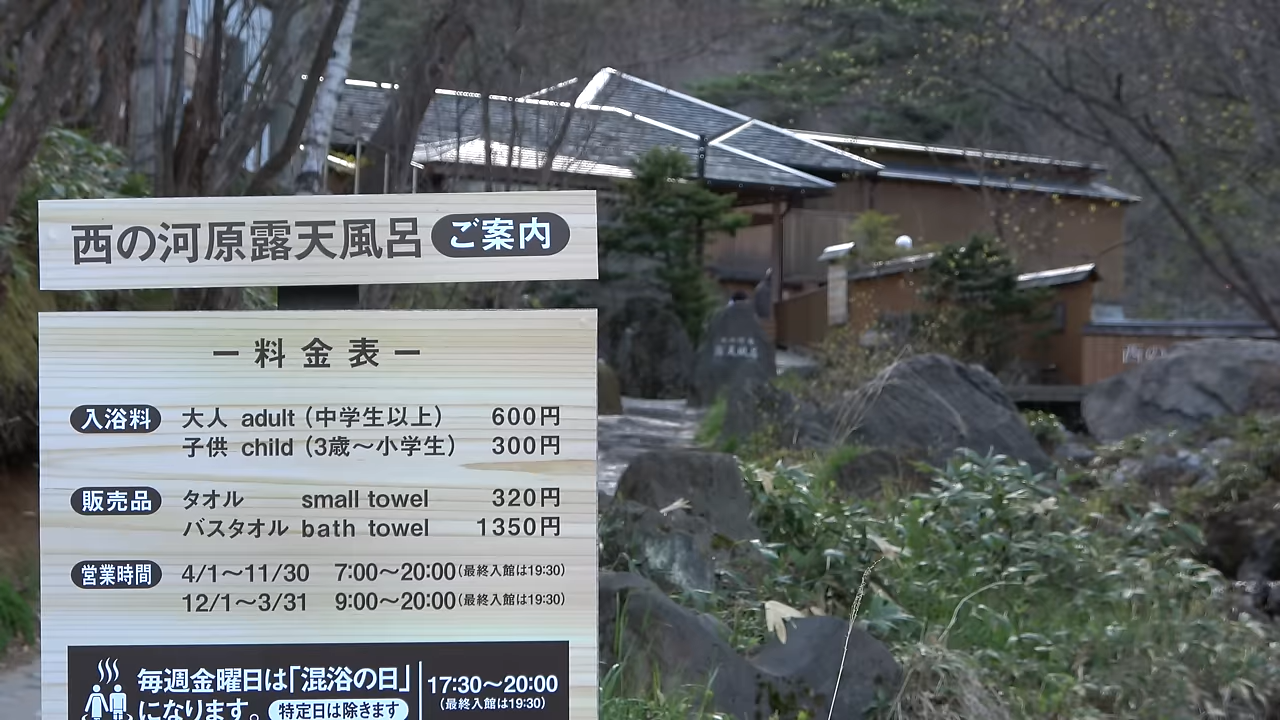 西の河原露天風呂 ご案内
ー 料 金 表 ー
入浴料 大人 adult (中学生以上) 600円
子供 child (3歳〜小学生) 300円
販売品 タオル small towel 320円
バスタオル bath towel 1350円
営業時間 4/1〜11/30 7:00〜20:00(最終入館は19:30)
12/1〜3/31 9:00〜20:00(最終入館は19:30)
毎週金曜日は「混浴の日」
になります。 特定日は除きます
17:30〜20:00
(最終入館は19:30)
露天風呂
西の